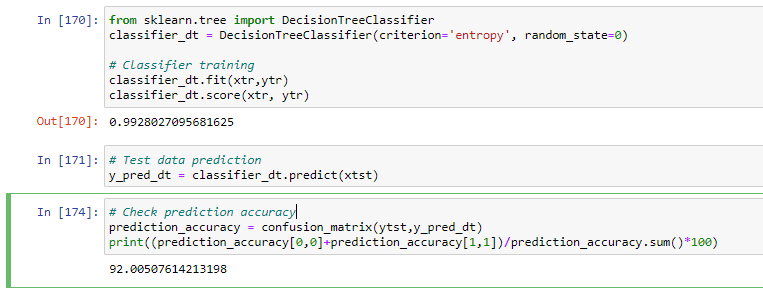 In [170]: from sklearn.tree import DecisionTreeClassifier
classifier_dt = DecisionTreeClassifier(criterion='entropy', random_state=0)
# Classifier training
classifier_dt.fit(xtr,ytr)
classifier_dt.score(xtr, ytr)
Out[170]: 0.9928027095681625
In [171]: # Test data prediction
y_pred_dt = classifier_dt.predict(xtst)
In [174]: # Check prediction accuracy
prediction_accuracy = confusion_matrix(ytst,y_pred_dt)
print((prediction_accuracy[0,0]+prediction_accuracy[1,1])/prediction_accuracy.sum()*100)
92.00507614213198